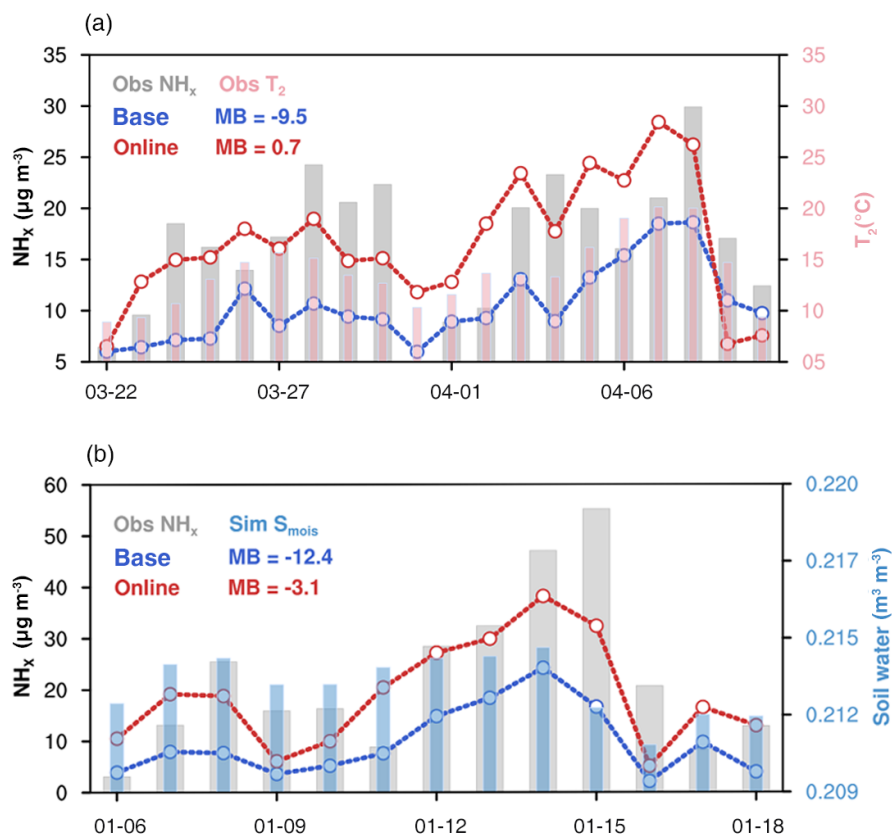 (a)
35 35
Obs NHx Obs T2
30 30
Base MB = -9.5
Online MB = 0.7
25 25
20 20
15 15
10 10
5 05
NHX (µg m-3)
T2(°C)
03-22 03-27 04-01 04-06
(b)
60 0.220
Obs NHx Sim Smois
50
Base MB = -12.4
0.217
Online MB = -3.1
40
30 0.215
20
0.212
10
0 0.209
NHX (µg m-3)
Soil water (m3 m-3)
01-06 01-09 01-12 01-15 01-18